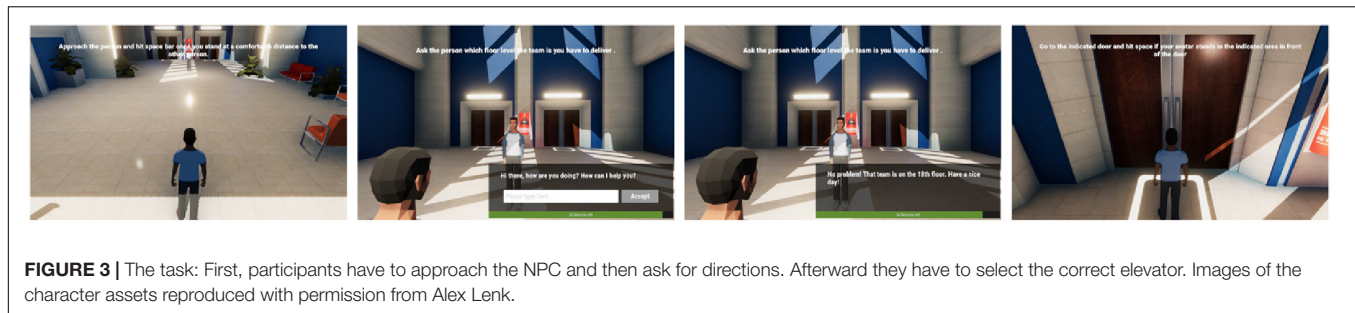 Approach the person and hit space bar once you stand at a comfortable distance to the
other person.
Ask the person which floor level the team is you have to deliver .
Hi there, how are you doing? How can I help you?
Please type here
Accept
Ask the person which floor level the team is you have to deliver .
No problem! That team is on the 18th floor. Have a nice
day!
Go to the indicated door and hit space if your avatar stands in the indicated area in front
of the door
FIGURE 3 | The task: First, participants have to approach the NPC and then ask for directions. Afterward they have to select the correct elevator. Images of the
character assets reproduced with permission from Alex Lenk.